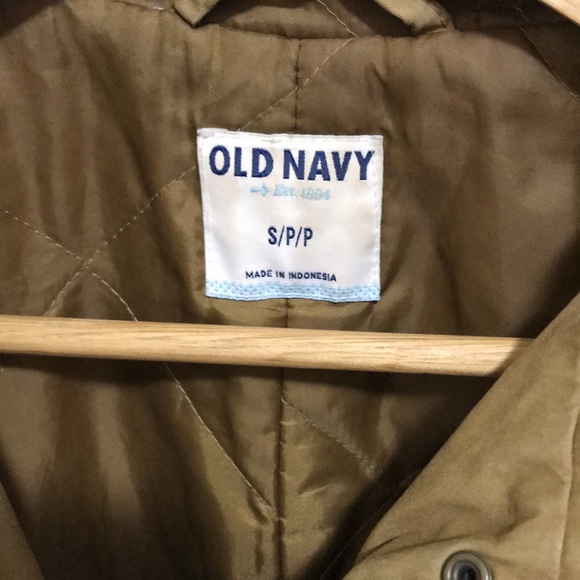 OLD NAVY
Est. 1994
S/P/P
MADE IN INDONESIA